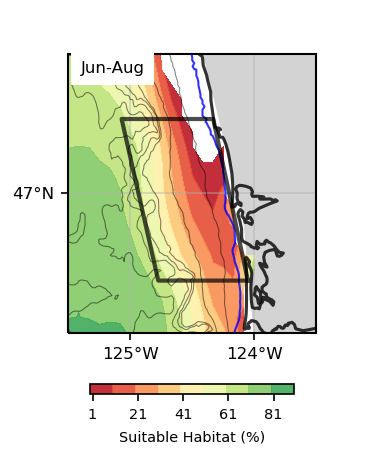 Jun-Aug
47°N
125°W 124°W
1 21 41 61 81
Suitable Habitat (%)